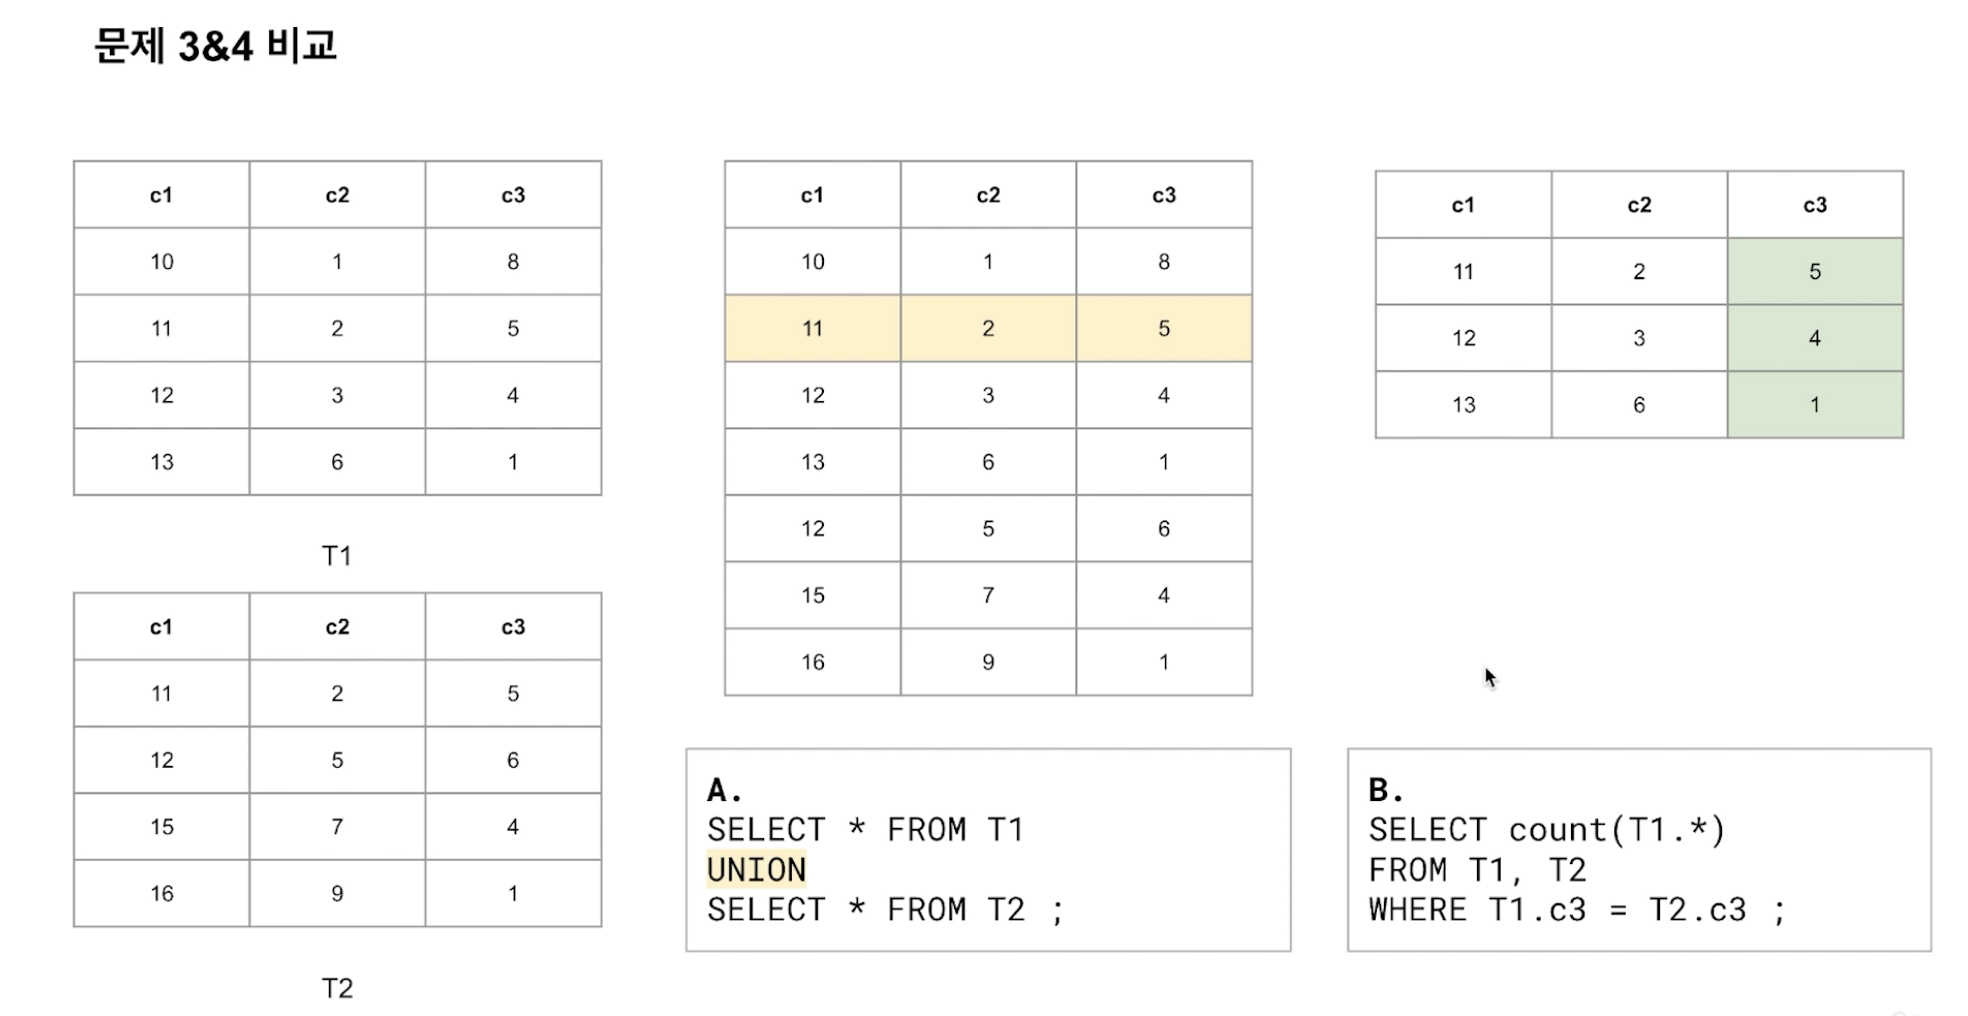 문제 3&4 비교
c1 c2 c3
10 1 8
11 2 5
12 3 4
13 6 1
T1
c1 c2 c3
11 2 5
12 5 6
15 7 4
16 9 1
T2
c1 c2 c3
10 1 8
11 2 5
12 3 4
13 6 1
12 5 6
15 7 4
16 9 1
A.
SELECT * FROM T1
UNION
SELECT * FROM T2 ;
c1 c2 c3
11 2 5
12 3 4
13 6 1
B.
SELECT count(T1.*)
FROM T1, T2
WHERE T1.c3 = T2.c3 ;